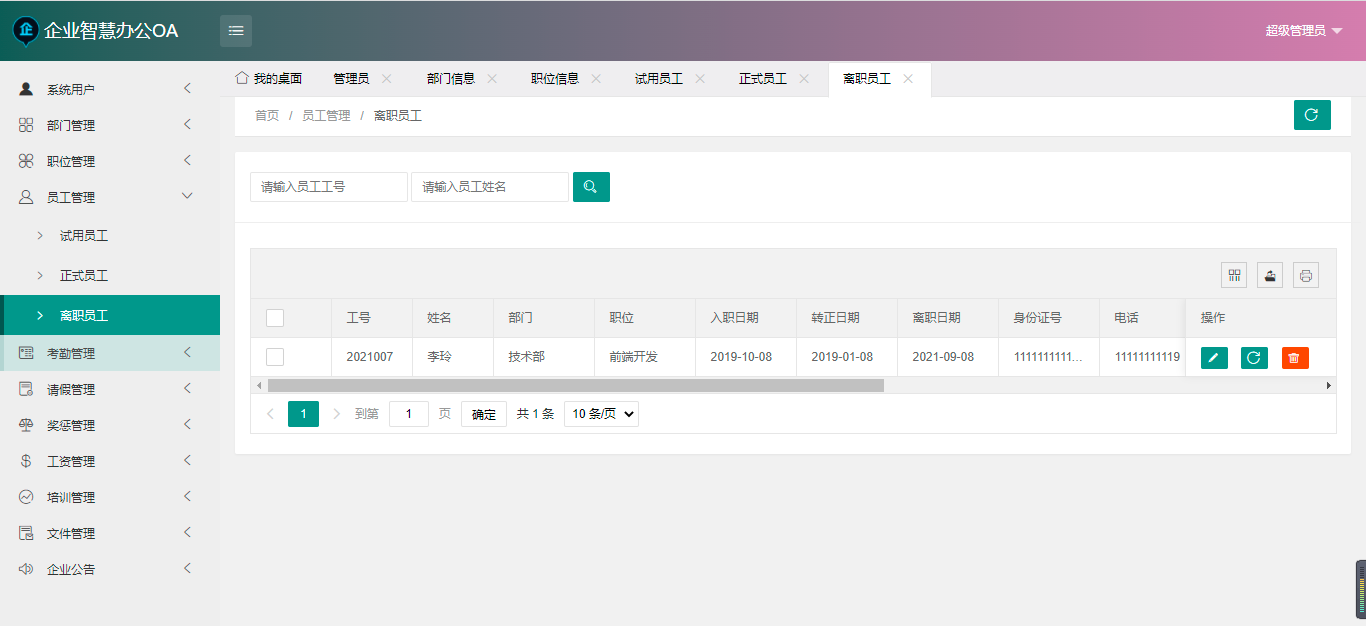 企 企业智慧办公OA
超级管理员
系统用户
部门管理
职位管理
员工管理
试用员工
正式员工
离职员工
考勤管理
请假管理
奖惩管理
工资管理
培训管理
文件管理
企业公告
我的桌面 管理员 部门信息 职位信息 试用员工 正式员工 离职员工
首页 / 员工管理 / 离职员工
请输入员工工号 请输入员工姓名
工号 姓名 部门 职位 入职日期 转正日期 离职日期 身份证号 电话 操作
2021007 李玲 技术部 前端开发 2019-10-08 2019-01-08 2021-09-08 1111111111... 11111111119
1 到第 1 页 确定 共 1 条 10 条/页